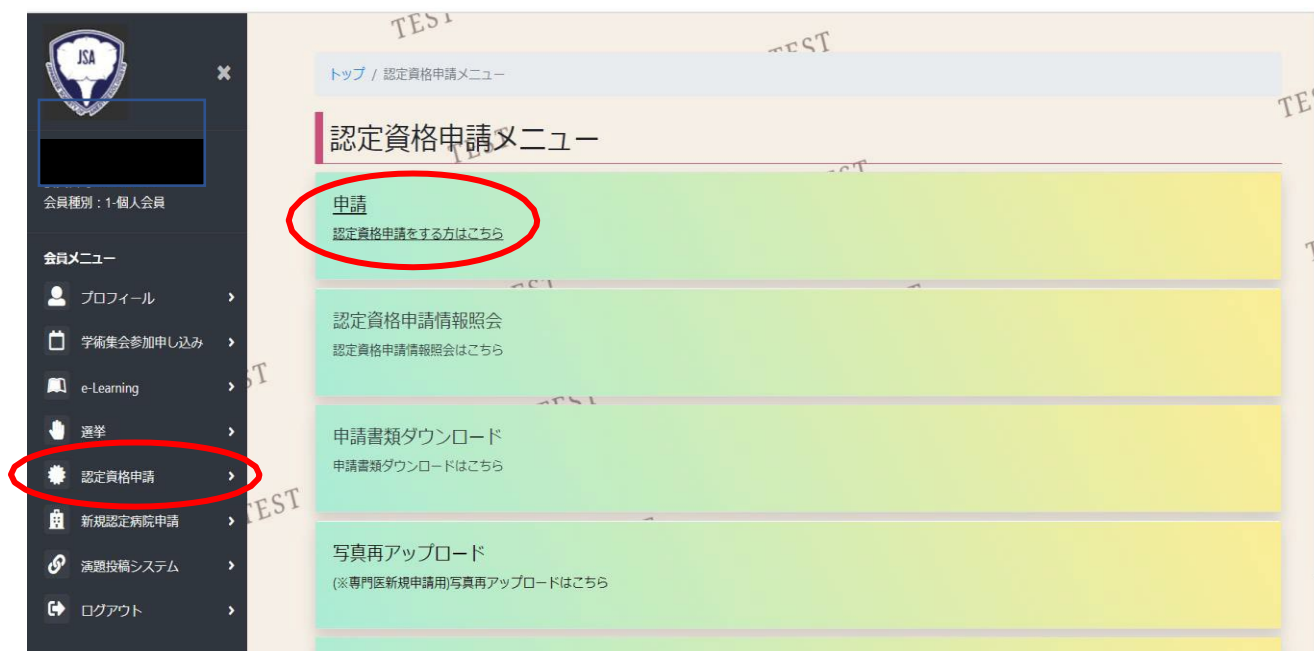 JSA
会員種別：1-個人会員
会員メニュー
プロフィール
学術集会参加申し込み
e-Learning
選挙
認定資格申請
新規認定病院申請
演題投稿システム
ログアウト
TEST
TEST
トップ / 認定資格申請メニュー
認定資格申請メニュー
TEST
申請
認定資格申請をする方はこちら
認定資格申請情報照会
認定資格申請情報照会はこちら
TEST
申請書類ダウンロード
申請書類ダウンロードはこちら
TEST
写真再アップロード
(※専門医新規申請用)写真再アップロードはこちら